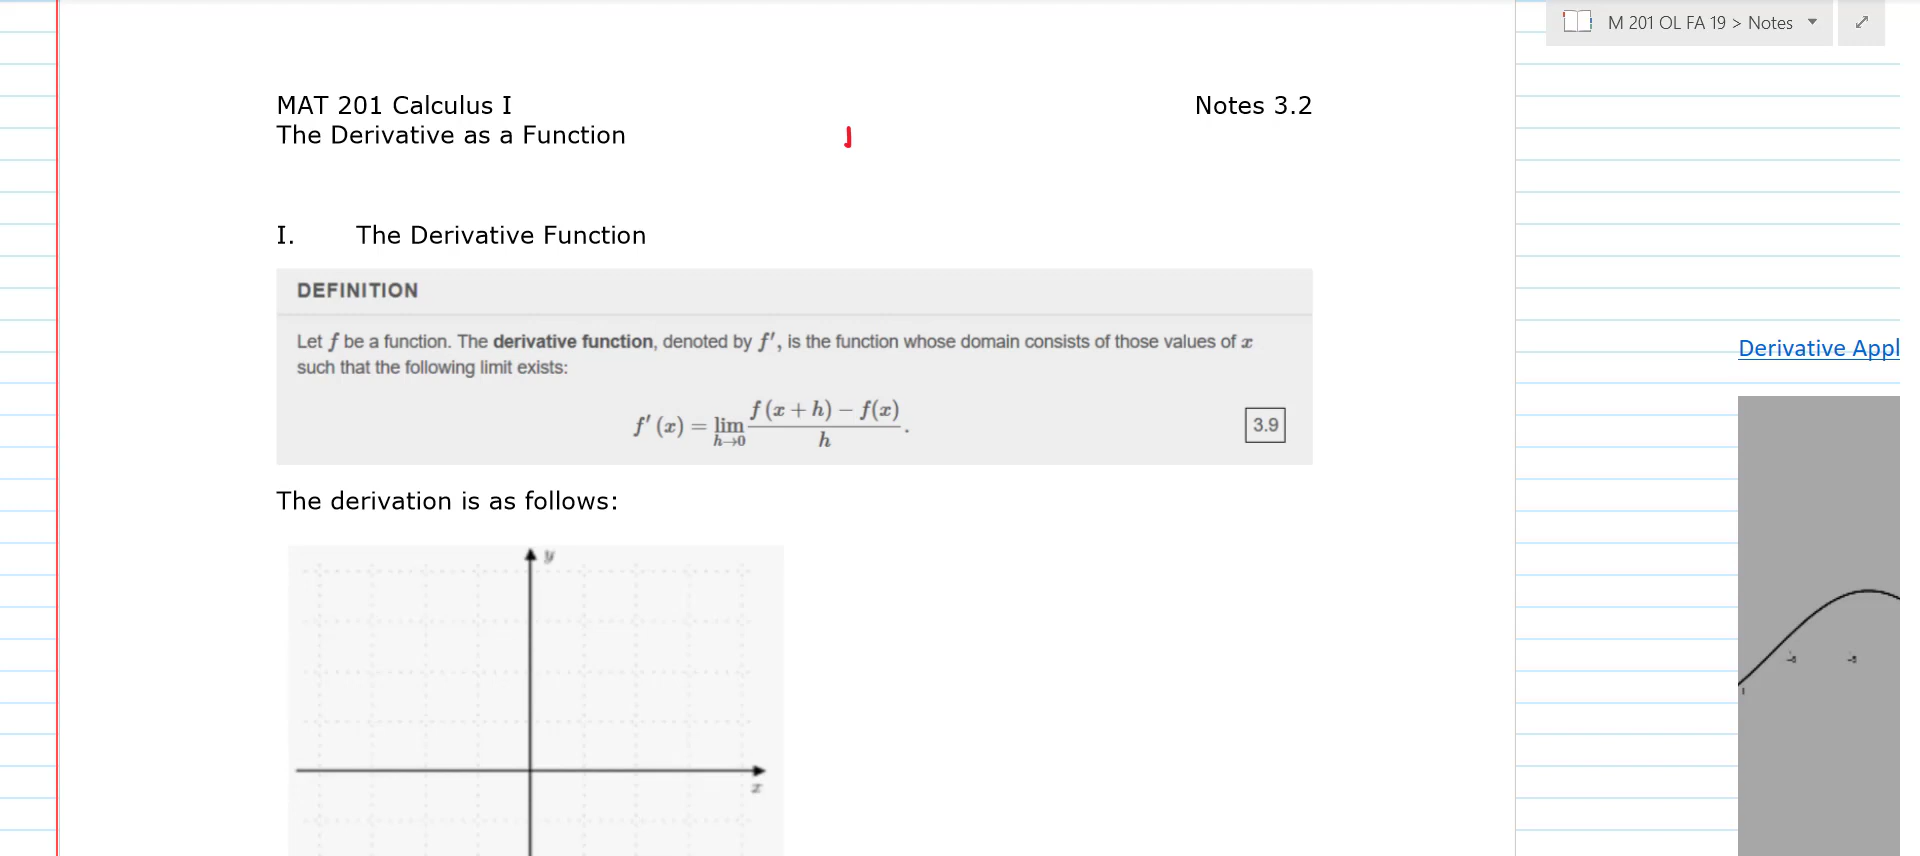 M 201 OL FA 19 > Notes
MAT 201 Calculus I Notes 3.2
The Derivative as a Function
I. The Derivative Function
DEFINITION
Let f be a function. The derivative function, denoted by f′, is the function whose domain consists of those values of x
such that the following limit exists:
f′ (x) = lim h→0 f (x + h) − f(x) / h . 3.9
Derivative Appl
The derivation is as follows:
y
x